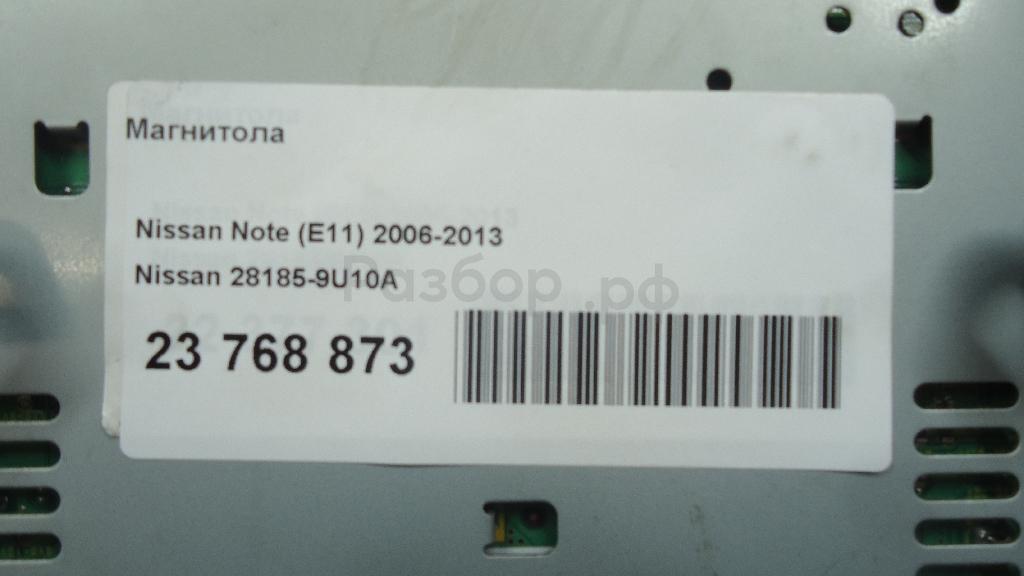 Магнитола
Nissan Note (E11) 2006-2013
Nissan 28185-9U10A
Разбор.рф
23 768 873